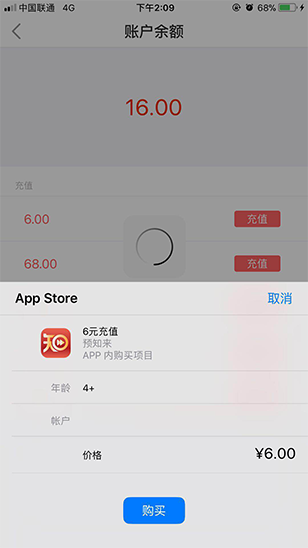 中国联通 4G 下午2:09 68%
账户余额
16.00
充值
6.00 充值
68.00 充值
App Store 取消
6元充值
预知来
APP 内购买项目
年龄 4+
帐户
价格 ¥6.00
购买